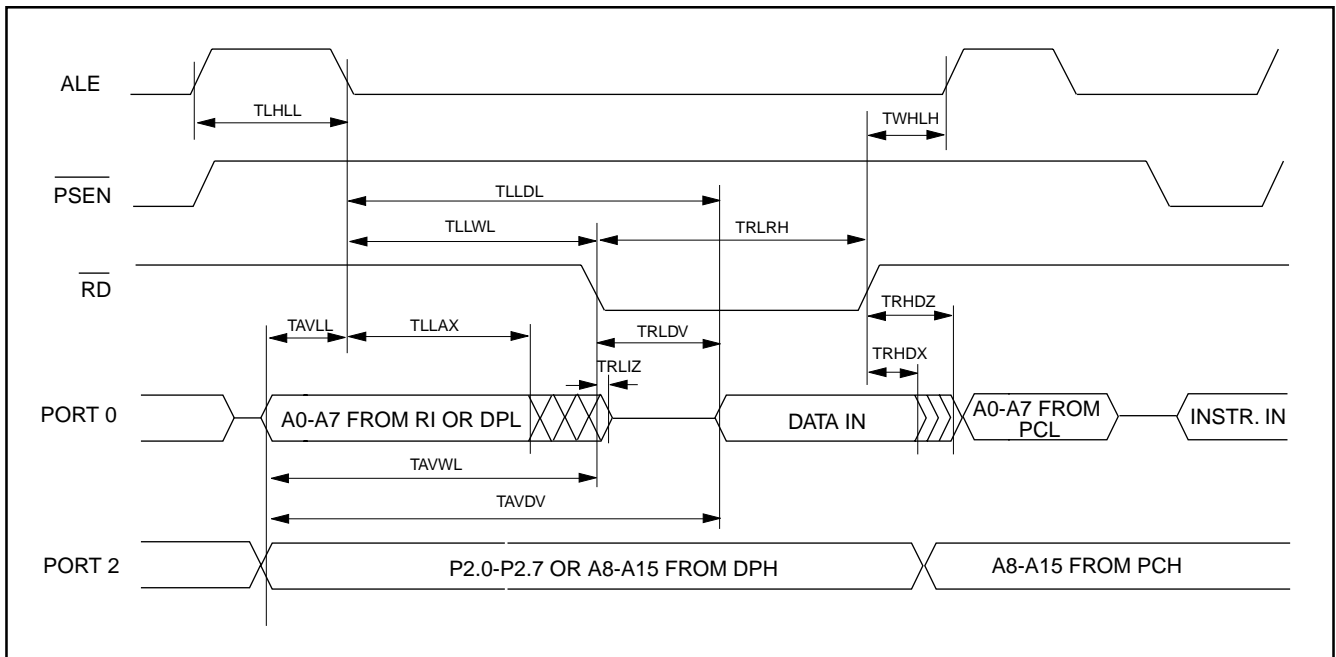 ALE
TLHLL
TWHLH
PSEN
TLLDL
TLLWL
TRLRH
RD
TRHDZ
TAVLL
TLLAX
TRLDV
TRHDX
TRLIZ
PORT 0
A0-A7 FROM RI OR DPL
DATA IN
A0-A7 FROM
PCL
INSTR. IN
TAVWL
TAVDV
PORT 2
P2.0-P2.7 OR A8-A15 FROM DPH
A8-A15 FROM PCH